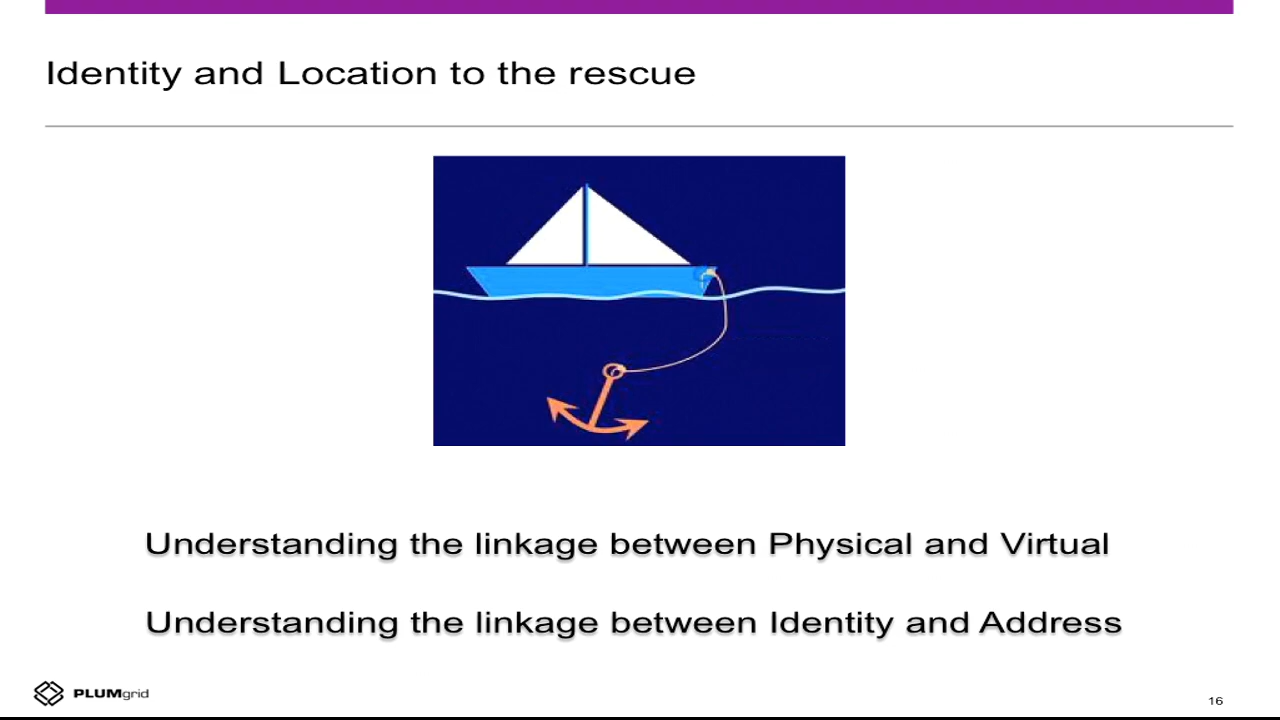 Identity and Location to the rescue
Understanding the linkage between Physical and Virtual
Understanding the linkage between Identity and Address
PLUMgrid
16